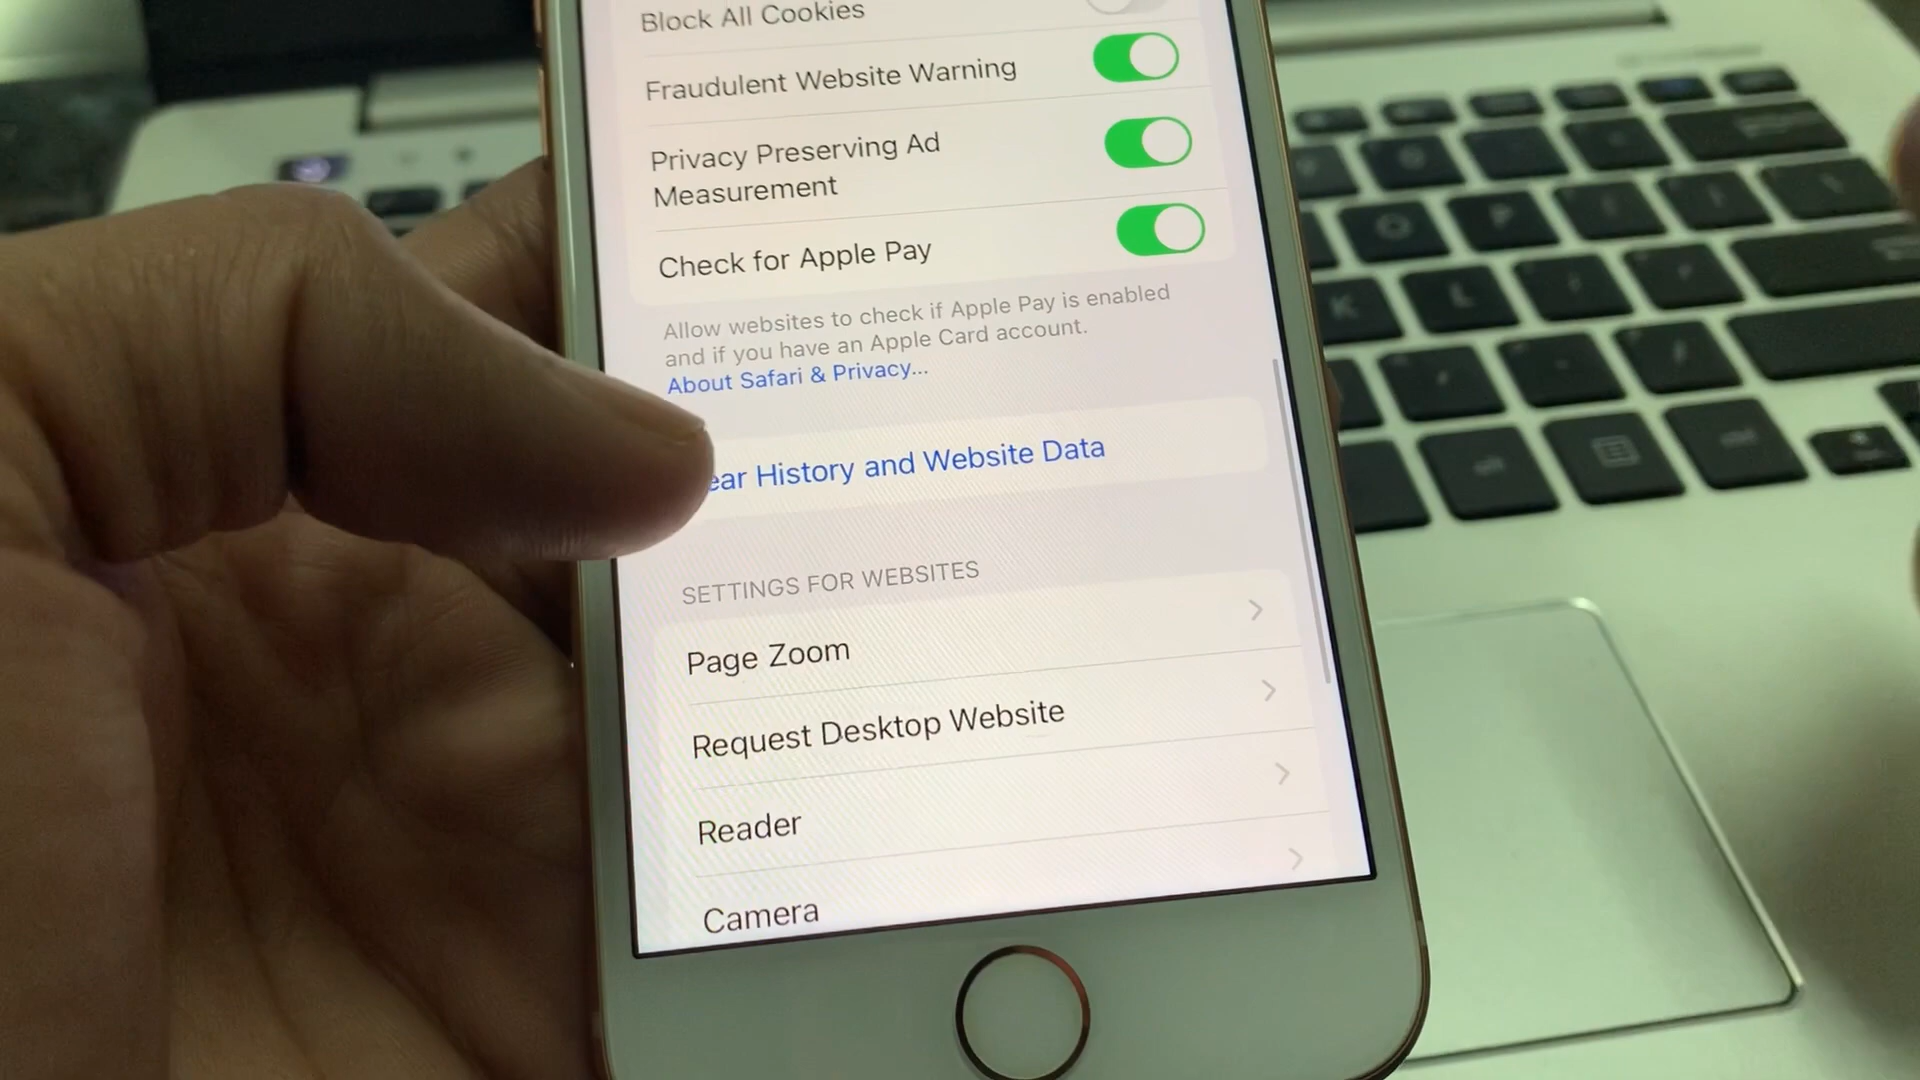 Block All Cookies
Fraudulent Website Warning
Privacy Preserving Ad
Measurement
Check for Apple Pay
Allow websites to check if Apple Pay is enabled
and if you have an Apple Card account.
About Safari & Privacy...
ear History and Website Data
SETTINGS FOR WEBSITES
Page Zoom
Request Desktop Website
Reader
Camera